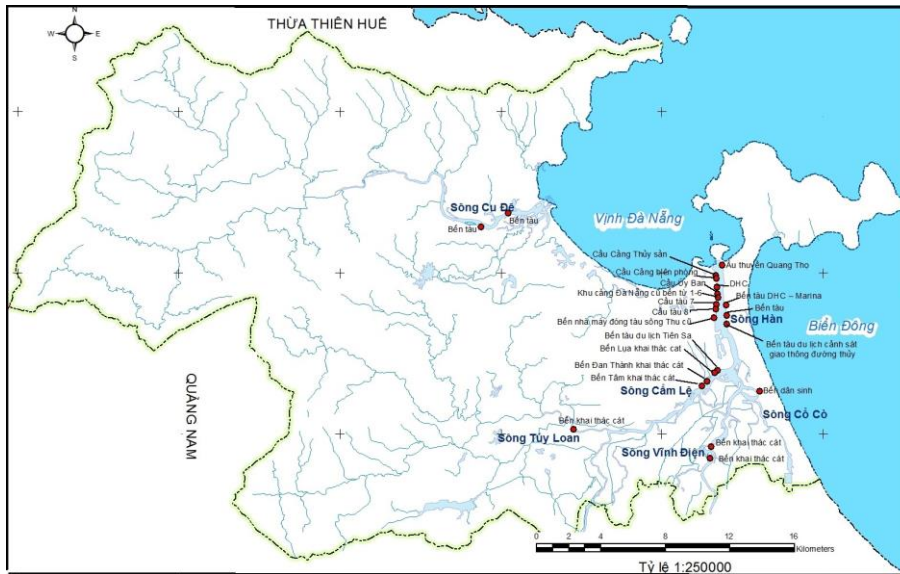 THỪA THIÊN HUẾ
N
W
E
S
Sông Cu Đê
Bến tàu
Bến tàu
Vịnh Đà Nẵng
Cầu Cảng Thủy sản
Âu thuyền Quang Thọ
Cầu Cảng biên phòng
Cầu Ủy Ban
DHC
Khu cảng Đà Nẵng cũ bến từ 1-6
Bến tàu DHC – Marina
Cầu tàu 7
Bến tàu
Cầu tàu 8
Sông Hàn
Biển Đông
Bến nhà máy đóng tàu sông Thu cũ
Bến tàu du lịch Tiên Sa
Bến tàu du lịch cảnh sát
giao thông đường thủy
Bến Lụa khai thác cat
Bến Đan Thành khai thác cát
Bến Tâm khai thác cát
Sông Cẩm Lệ
Bến dân sinh
QUẢNG NAM
Sông Cổ Cò
Bến khai thác cát
Sông Túy Loan
Bến khai thác cát
Sông Vĩnh Điện
Bến khai thác cát
0 2 4 8 12 16
Kilometers
Tỷ lệ 1:250000